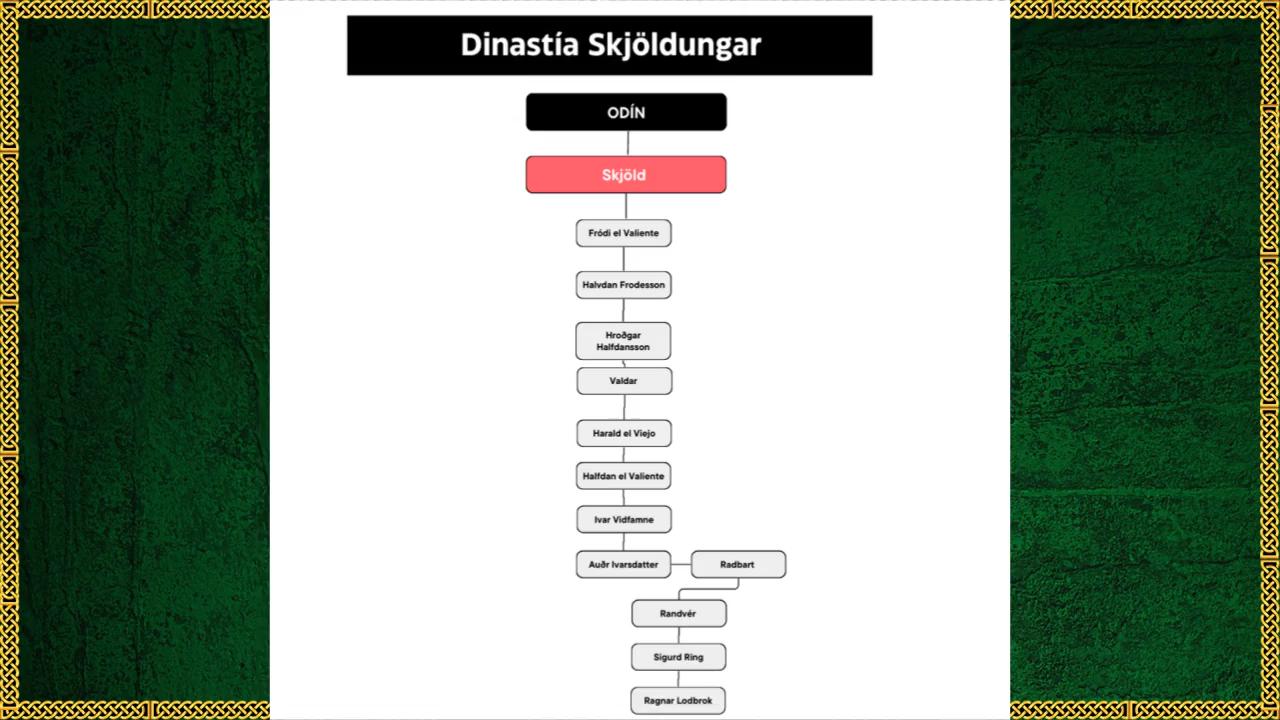 Dinastía Skjöldungar
ODÍN
Skjöld
Fródi el Valiente
Halvdan Frodesson
Hroðgar
Halfdansson
Valdar
Harald el Viejo
Halfdan el Valiente
Ivar Vidfamne
Auðr Ivarsdatter
Radbart
Randvér
Sigurd Ring
Ragnar Lodbrok